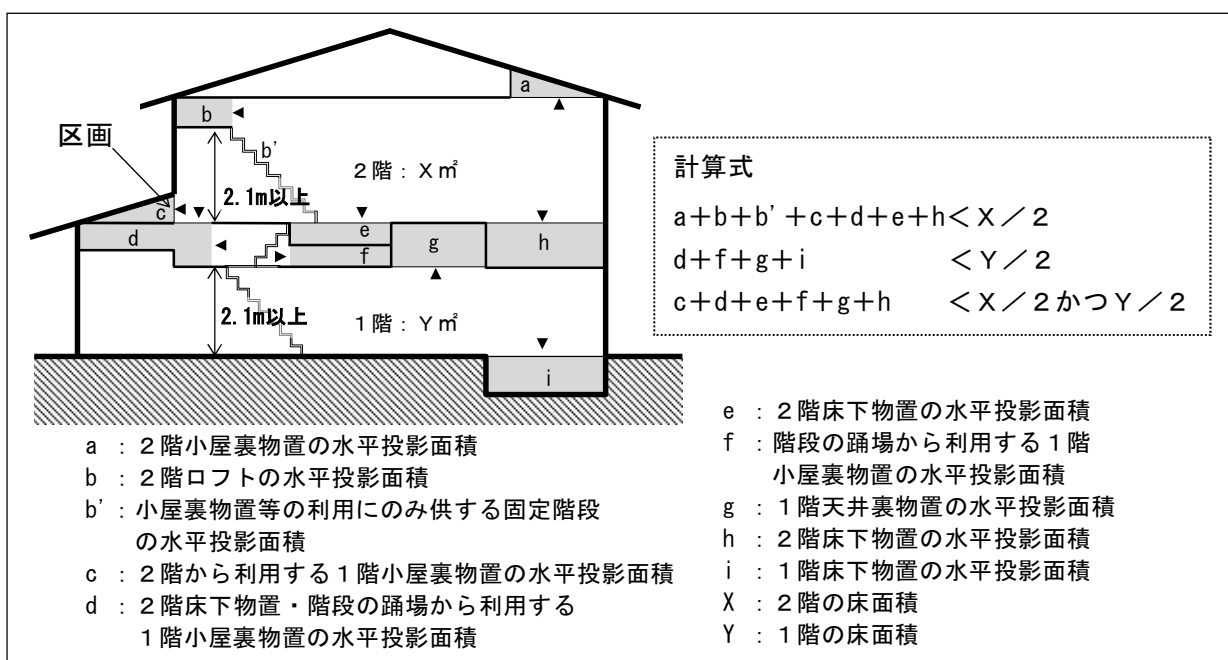 a
b
区画
b'
2階：X㎡
2.1m以上
c
d
e
f
g
h
2.1m以上
1階：Y㎡
i
計算式
a＋b＋b'＋c＋d＋e＋h＜X／2
d＋f＋g＋i ＜Y／2
c＋d＋e＋f＋g＋h ＜X／2かつY／2
a ：2階小屋裏物置の水平投影面積
b ：2階ロフトの水平投影面積
b'：小屋裏物置等の利用にのみ供する固定階段
の水平投影面積
c ：2階から利用する1階小屋裏物置の水平投影面積
d ：2階床下物置・階段の踊場から利用する
1階小屋裏物置の水平投影面積
e ：2階床下物置の水平投影面積
f ：階段の踊場から利用する1階
小屋裏物置の水平投影面積
g ：1階天井裏物置の水平投影面積
h ：2階床下物置の水平投影面積
i ：1階床下物置の水平投影面積
X ：2階の床面積
Y ：1階の床面積